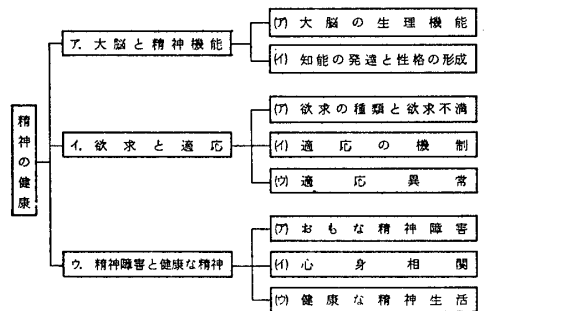 精神の健康
ア. 大脳と精神機能
(ア) 大脳の生理機能
(イ) 知能の発達と性格の形成
イ. 欲求と適応
(ア) 欲求の種類と欲求不満
(イ) 適応の機制
(ウ) 適応異常
ウ. 精神障害と健康な精神
(ア) おもな精神障害
(イ) 心身相関
(ウ) 健康な精神生活